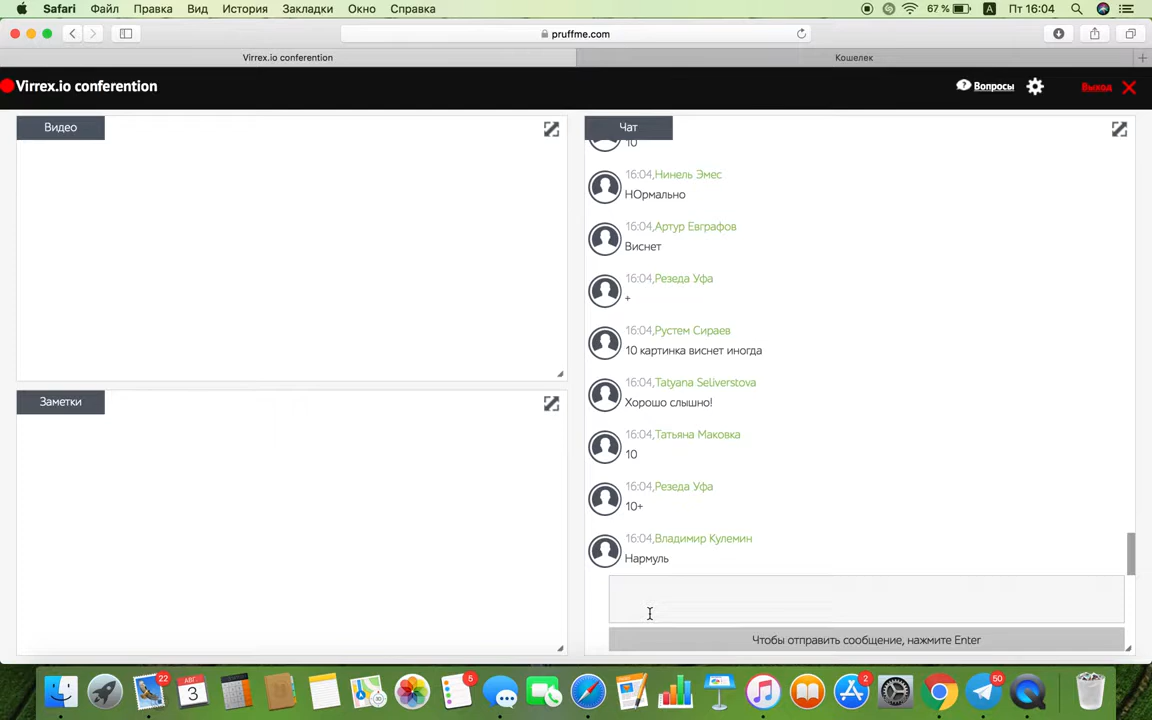 Safari Файл Правка Вид История Закладки Окно Справка 67 % A Пт 16:04
pruffme.com
Virrex.io conferention Кошелек
Virrex.io conferention Вопросы Выход
Видео
Заметки
Чат
10
16:04,Нинель Эмес
НОрмально
16:04,Артур Евграфов
Виснет
16:04,Резеда Уфа
+
16:04,Рустем Сираев
10 картинка виснет иногда
16:04,Tatyana Seliverstova
Хорошо слышно!
16:04,Татьяна Маковка
10
16:04,Резеда Уфа
10+
16:04,Владимир Кулемин
Нармуль
Чтобы отправить сообщение, нажмите Enter
22 АВГ 3 5 2 50